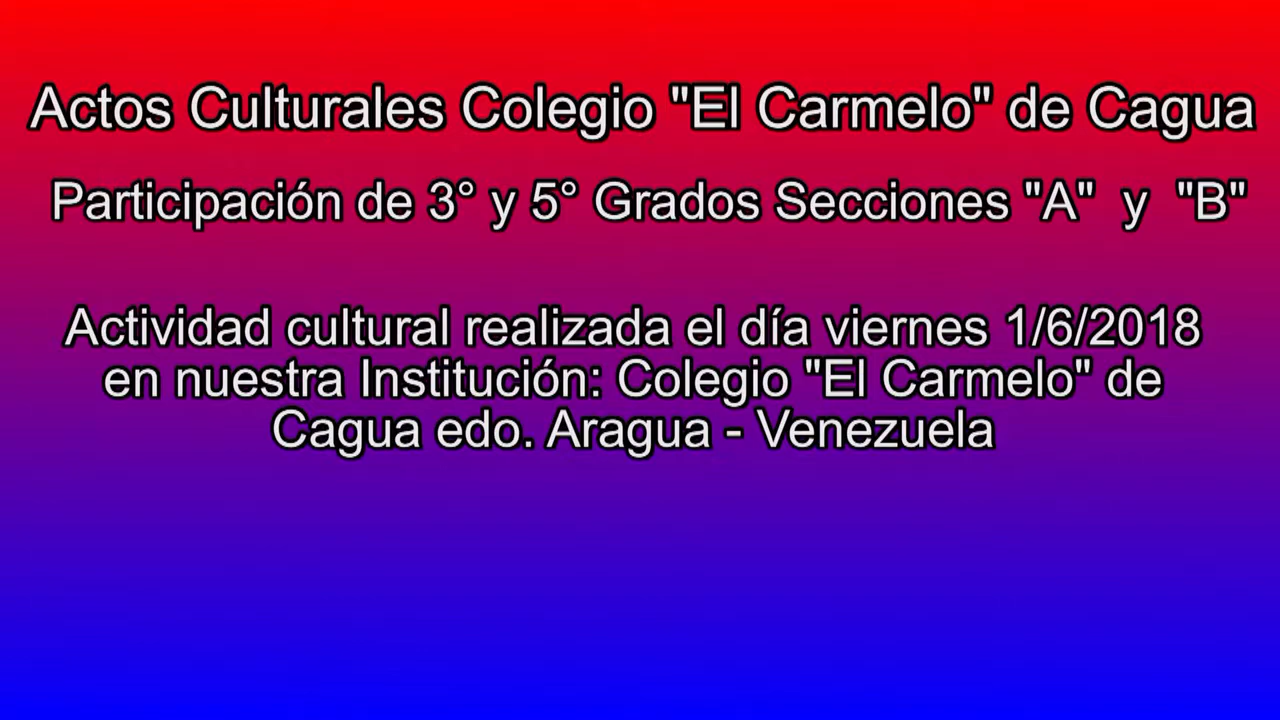 Actos Culturales Colegio "El Carmelo" de Cagua
Participación de 3° y 5° Grados Secciones "A" y "B"
Actividad cultural realizada el día viernes 1/6/2018
en nuestra Institución: Colegio "El Carmelo" de
Cagua edo. Aragua - Venezuela